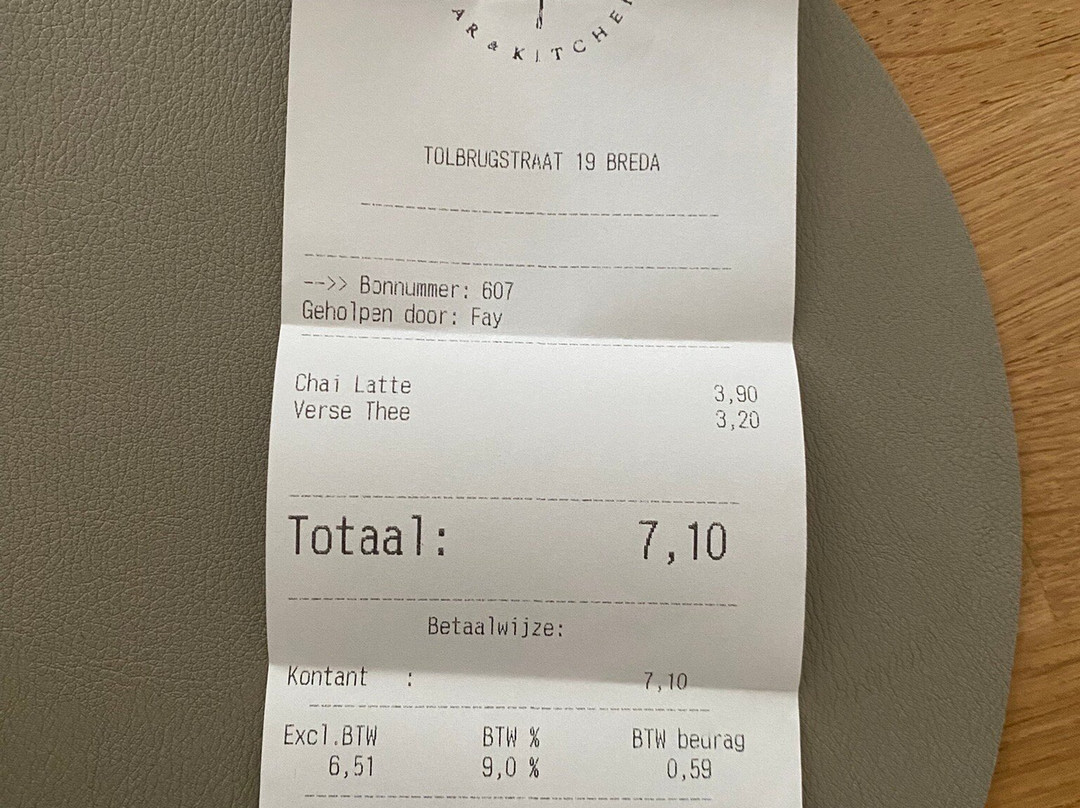 AR & KITCHE
TOLBRUGSTRAAT 19 BREDA
-->> Bonnummer: 607
Geholpen door: Fay
Chai Latte 3,90
Verse Thee 3,20
Totaal: 7,10
Betaalwijze:
Kontant : 7,10
Excl.BTW BTW % BTW beurag
6,51 9,0 % 0,59